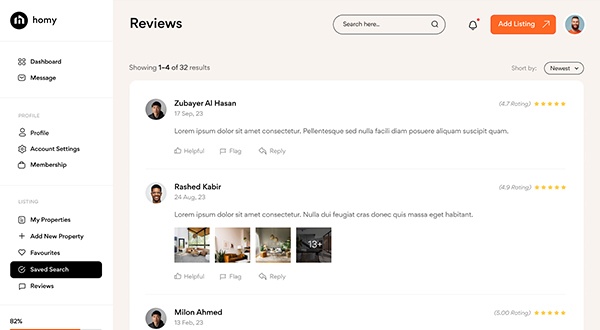 homy
Reviews
Search here..
Add Listing
Dashboard
Message
PROFILE
Profile
Account Settings
Membership
LISTING
My Properties
Add New Property
Favourites
Saved Search
Reviews
82%
Showing 1–4 of 32 results
Short by:
Newest
Zubayer Al Hasan
(4.7 Rating)
17 Sep, 23
Lorem ipsum dolor sit amet consectetur. Pellentesque sed nulla facili diam posuere aliquam suscipit quam.
Helpful
Flag
Reply
Rashed Kabir
(4.9 Rating)
24 Aug, 23
Lorem ipsum dolor sit amet consectetur. Nulla dui feugiat cras donec quis massa eget habitant.
13+
Helpful
Flag
Reply
Milon Ahmed
(5.00 Rating)
13 Feb, 23